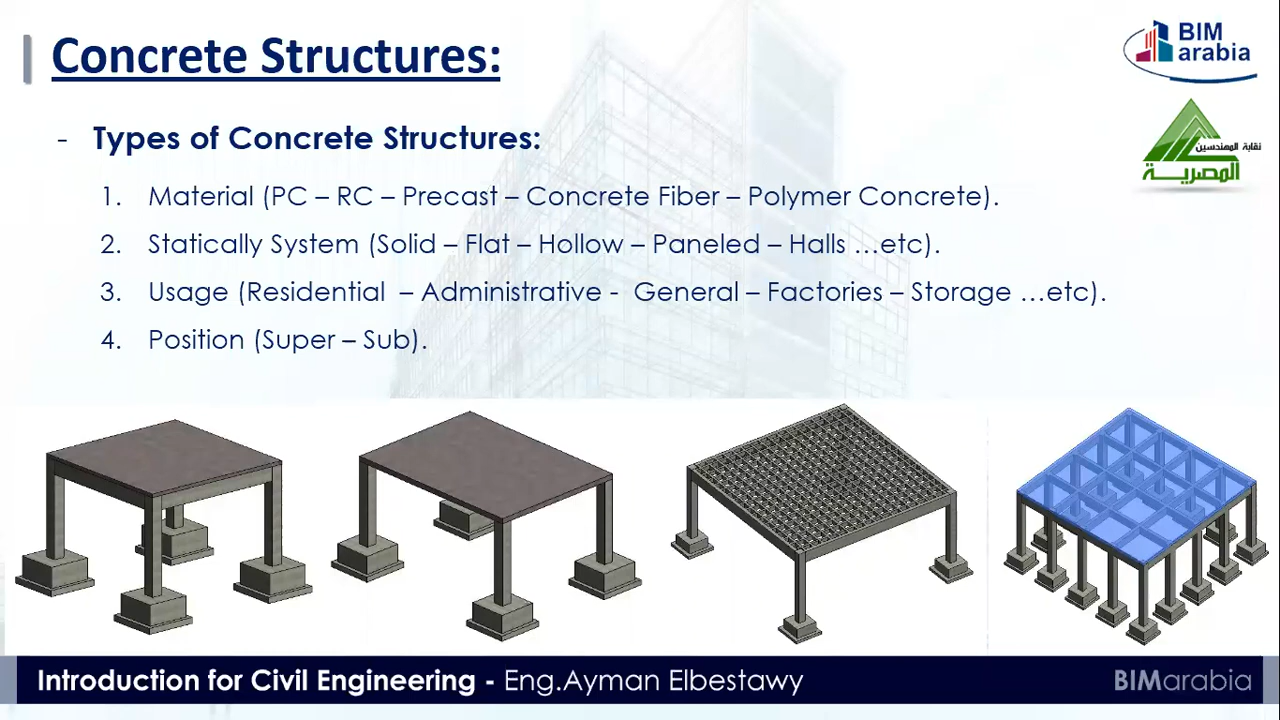 Concrete Structures:
BIM
arabia
- Types of Concrete Structures:
نقابة المهندسين
المصرية
1. Material (PC – RC – Precast – Concrete Fiber – Polymer Concrete).
2. Statically System (Solid – Flat – Hollow – Paneled – Halls …etc).
3. Usage (Residential – Administrative - General – Factories – Storage …etc).
4. Position (Super – Sub).
Introduction for Civil Engineering - Eng.Ayman Elbestawy
BIMarabia